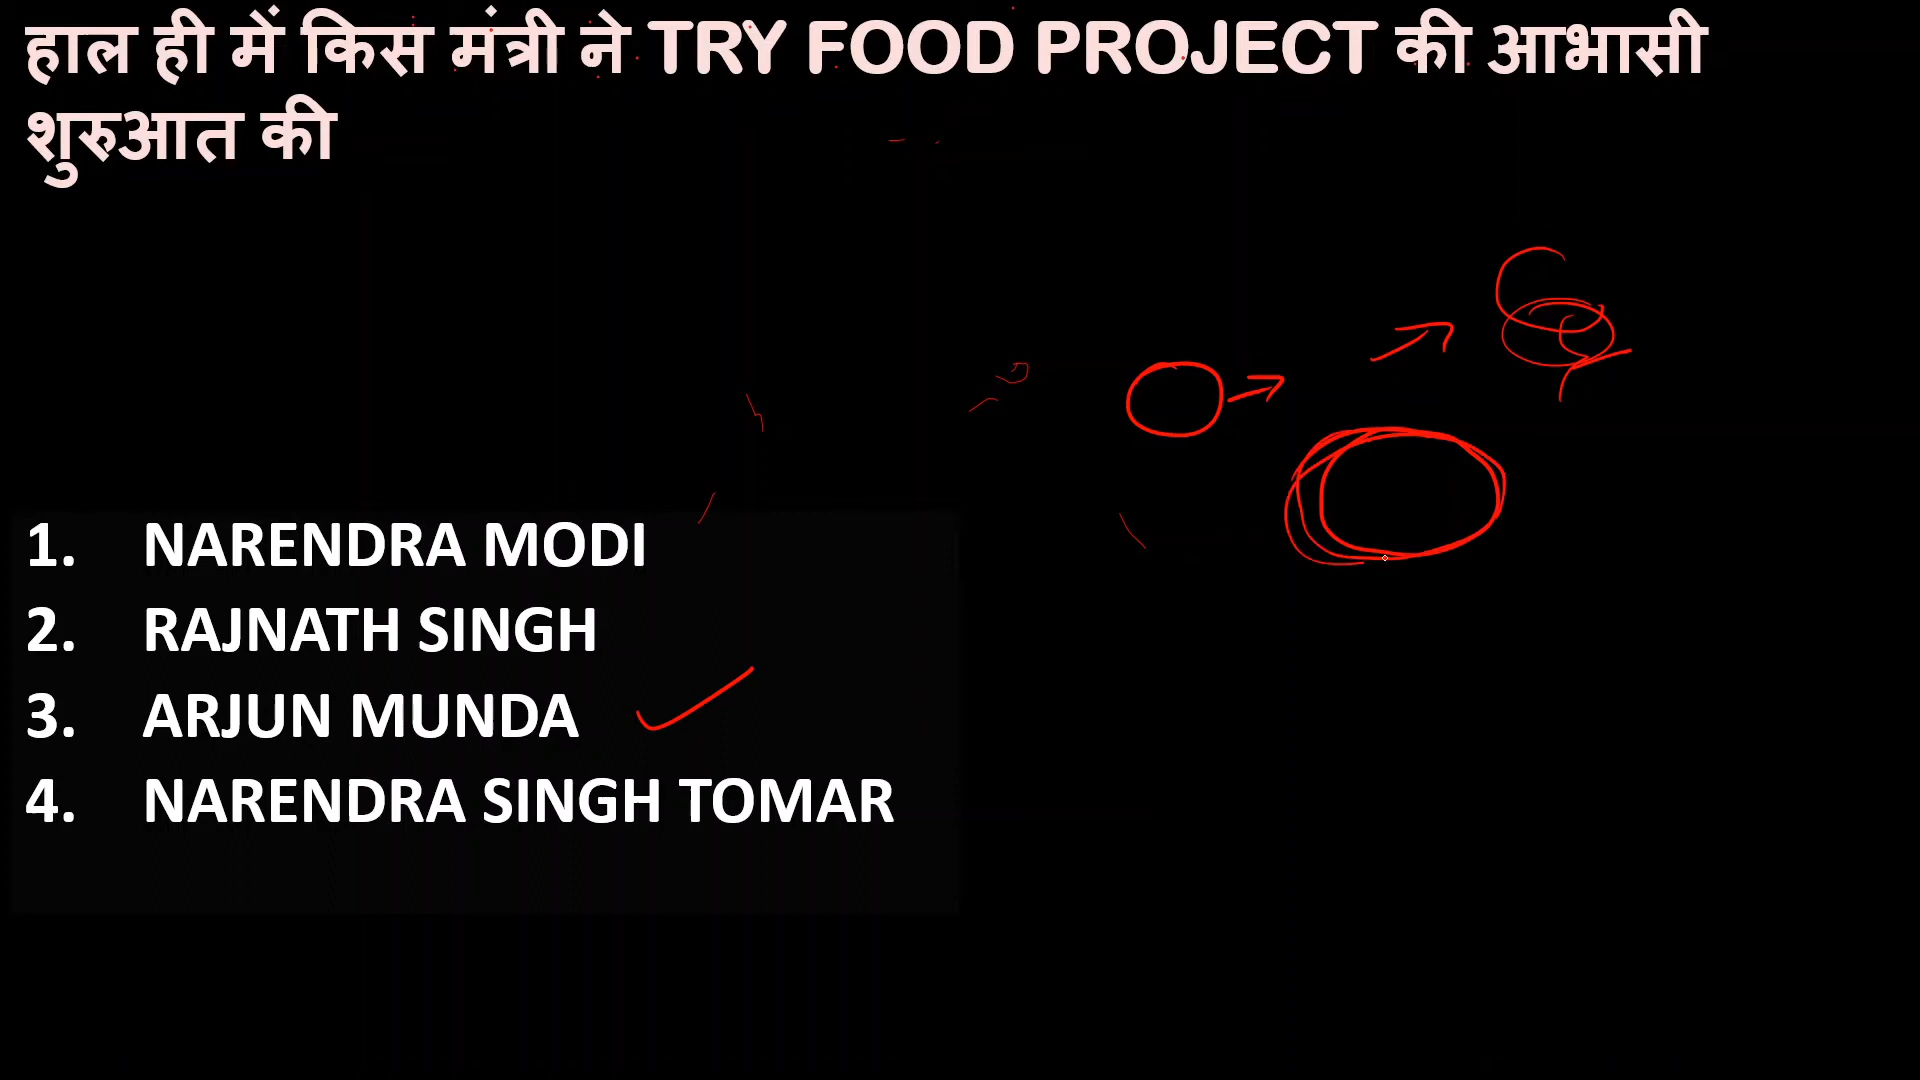 हाल ही में किस मंत्री ने TRY FOOD PROJECT की आभासी
शुरुआत की
1. NARENDRA MODI
2. RAJNATH SINGH
3. ARJUN MUNDA
4. NARENDRA SINGH TOMAR